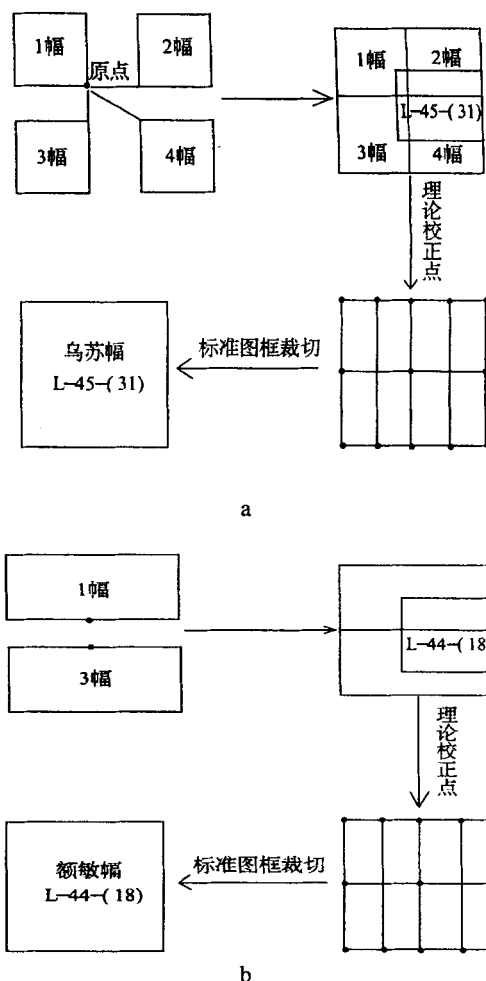 1幅
2幅
原点
3幅
4幅
1幅
2幅
L-45-(31)
3幅
4幅
理论校正点
标准图框裁切
乌苏幅
L-45-(31)
a
1幅
3幅
L-44-(18
理论校正点
标准图框裁切
额敏幅
L-44-(18)
b